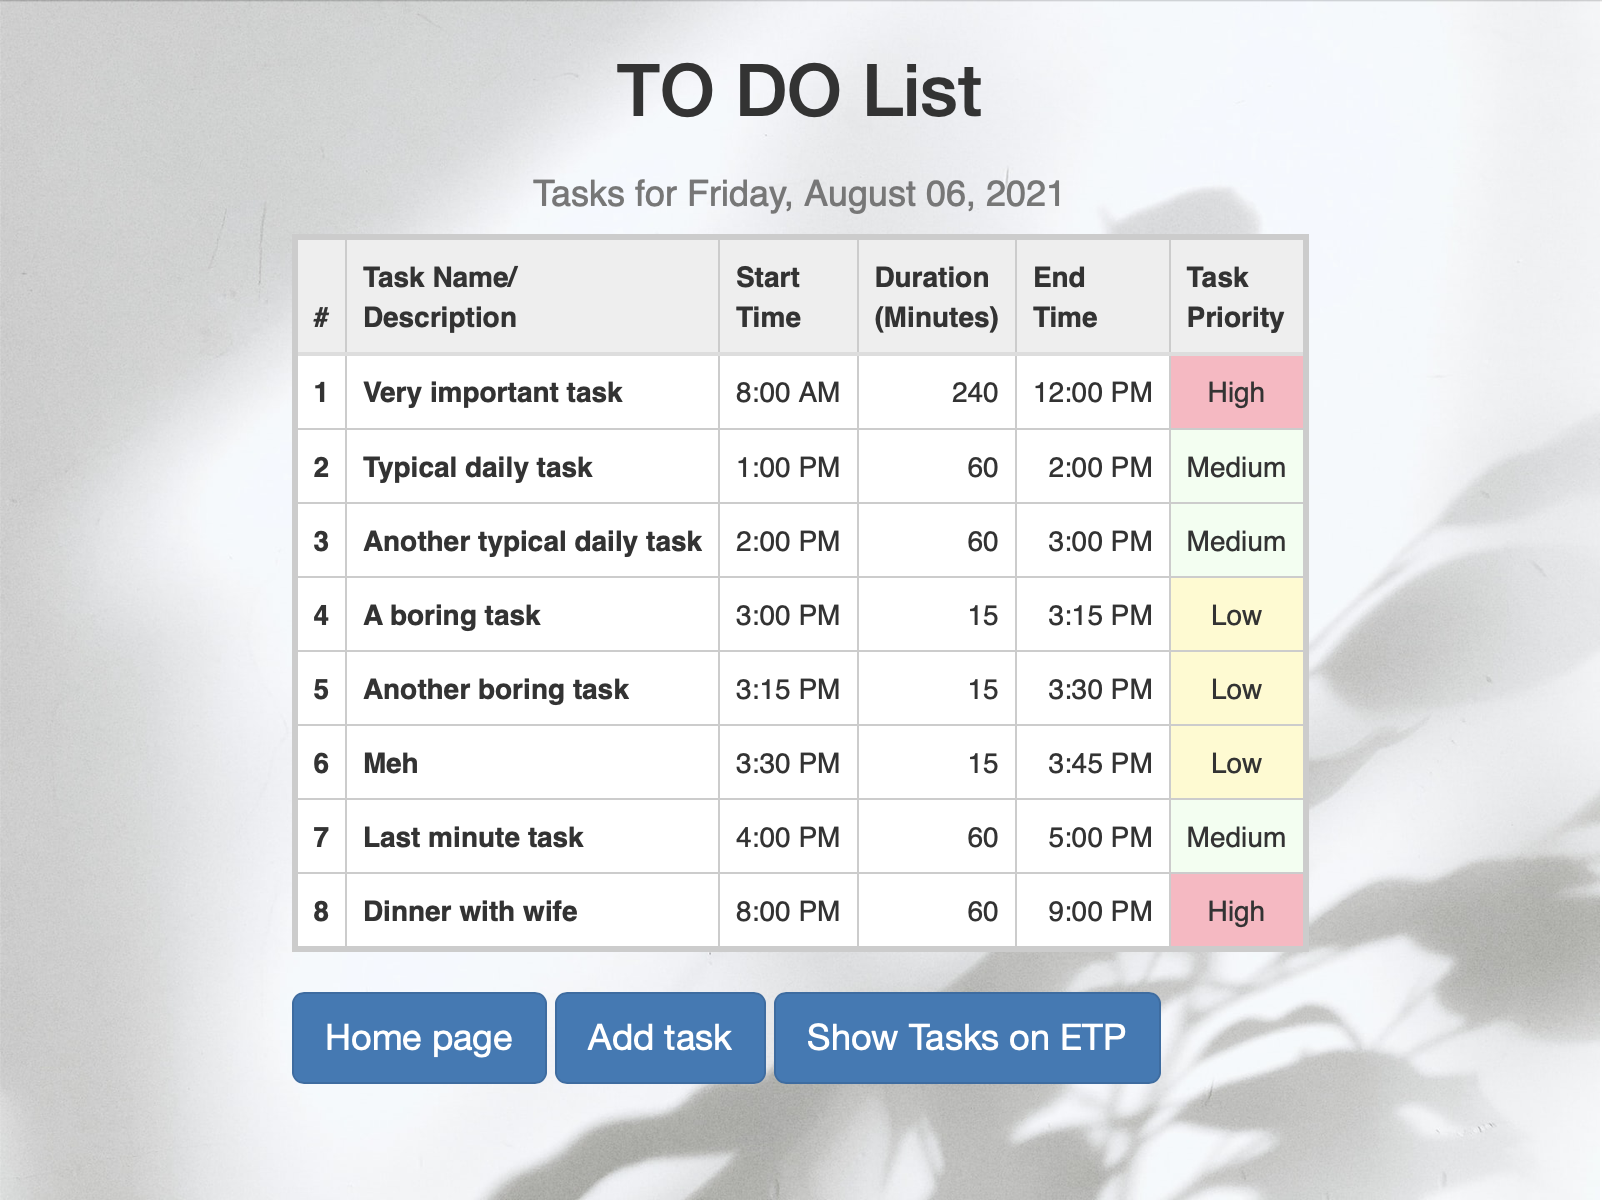 TO DO List
Tasks for Friday, August 06, 2021
# Task Name/ Description Start Time Duration (Minutes) End Time Task Priority
1 Very important task 8:00 AM 240 12:00 PM High
2 Typical daily task 1:00 PM 60 2:00 PM Medium
3 Another typical daily task 2:00 PM 60 3:00 PM Medium
4 A boring task 3:00 PM 15 3:15 PM Low
5 Another boring task 3:15 PM 15 3:30 PM Low
6 Meh 3:30 PM 15 3:45 PM Low
7 Last minute task 4:00 PM 60 5:00 PM Medium
8 Dinner with wife 8:00 PM 60 9:00 PM High
Home page Add task Show Tasks on ETP